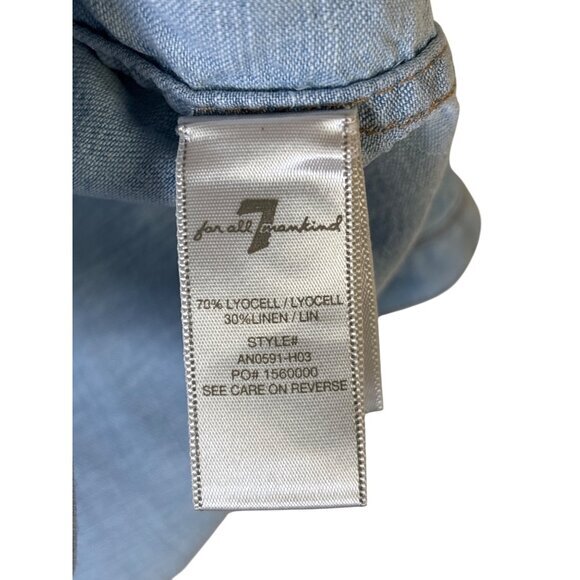 7
for all mankind
70% LYOCELL / LYOCELL
30%LINEN / LIN
STYLE#
AN0591-H03
PO# 1560000
SEE CARE ON REVERSE